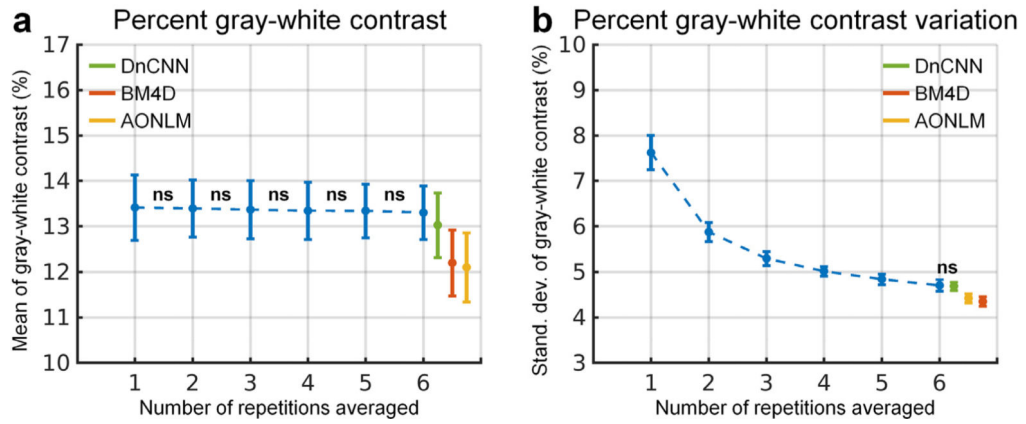 a Percent gray-white contrast
Mean of gray-white contrast (%)
17
16
15
14
13
12
11
10
DnCNN
BM4D
AONLM
ns ns ns ns ns
1 2 3 4 5 6
Number of repetitions averaged
b Percent gray-white contrast variation
Stand. dev. of gray-white contrast (%)
10
9
8
7
6
5
4
3
DnCNN
BM4D
AONLM
ns
1 2 3 4 5 6
Number of repetitions averaged